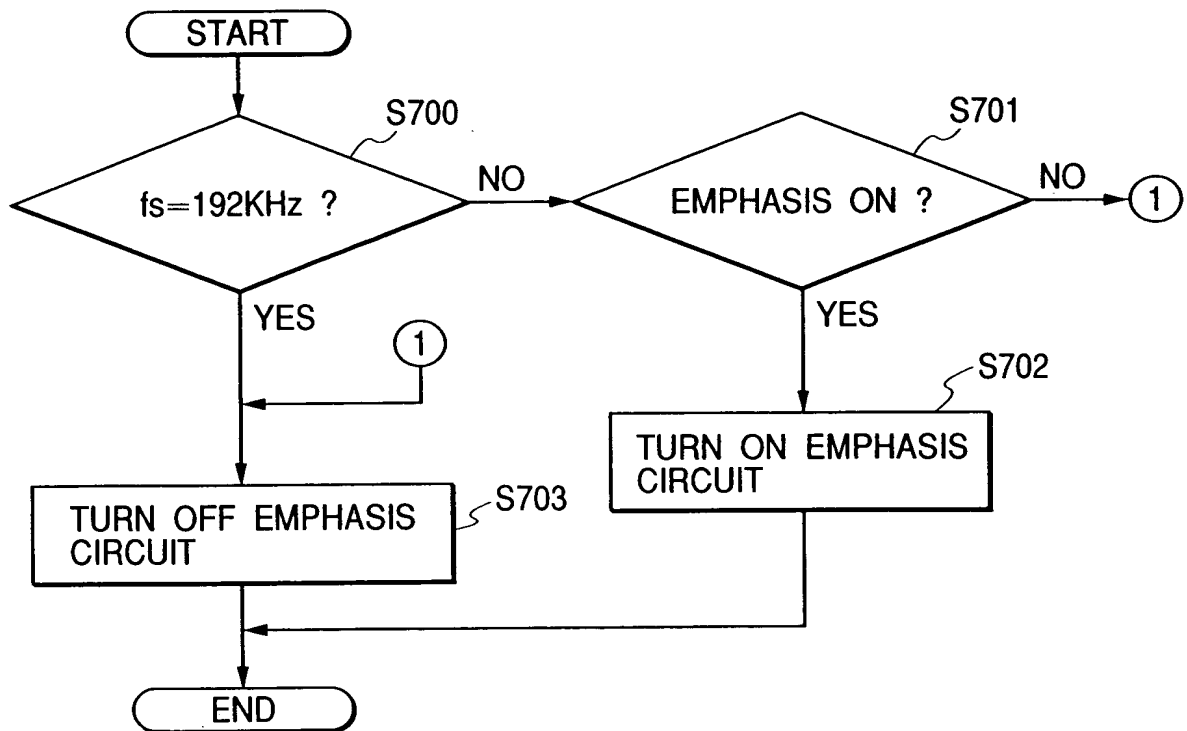 START
S700
fs=192KHz ?
NO
S701
EMPHASIS ON ?
NO
1
YES
1
YES
S702
TURN ON EMPHASIS
CIRCUIT
S703
TURN OFF EMPHASIS
CIRCUIT
END